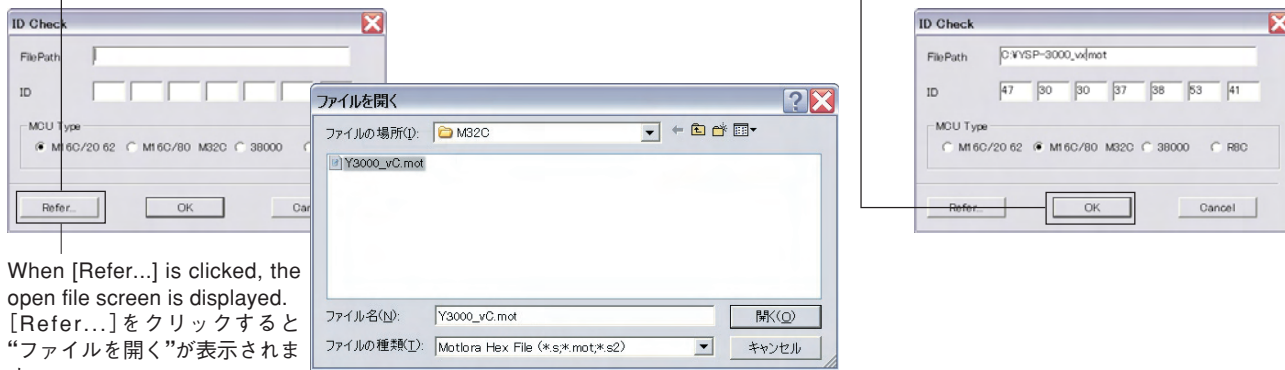 ID Check
FilePath
ID
MCU Type
M16C/20 62 M16C/80 M32C 38000
Refer... OK
When [Refer...] is clicked, the
open file screen is displayed.
[Refer...]をクリックすると
“ファイルを開く”が表示されま
ファイルを開く
ファイルの場所(I): M32C
Y3000_vC.mot
ファイル名(N): Y3000_vC.mot 開く(O)
ファイルの種類(T): Motlora Hex File (*.s;*.mot;*.s2) キャンセル
ID Check
FilePath C:¥YSP-3000_vx.mot
ID 47 30 30 37 38 53 41
MCU Type
M16C/20 62 M16C/80 M32C 38000 R8C
Refer... OK Cancel